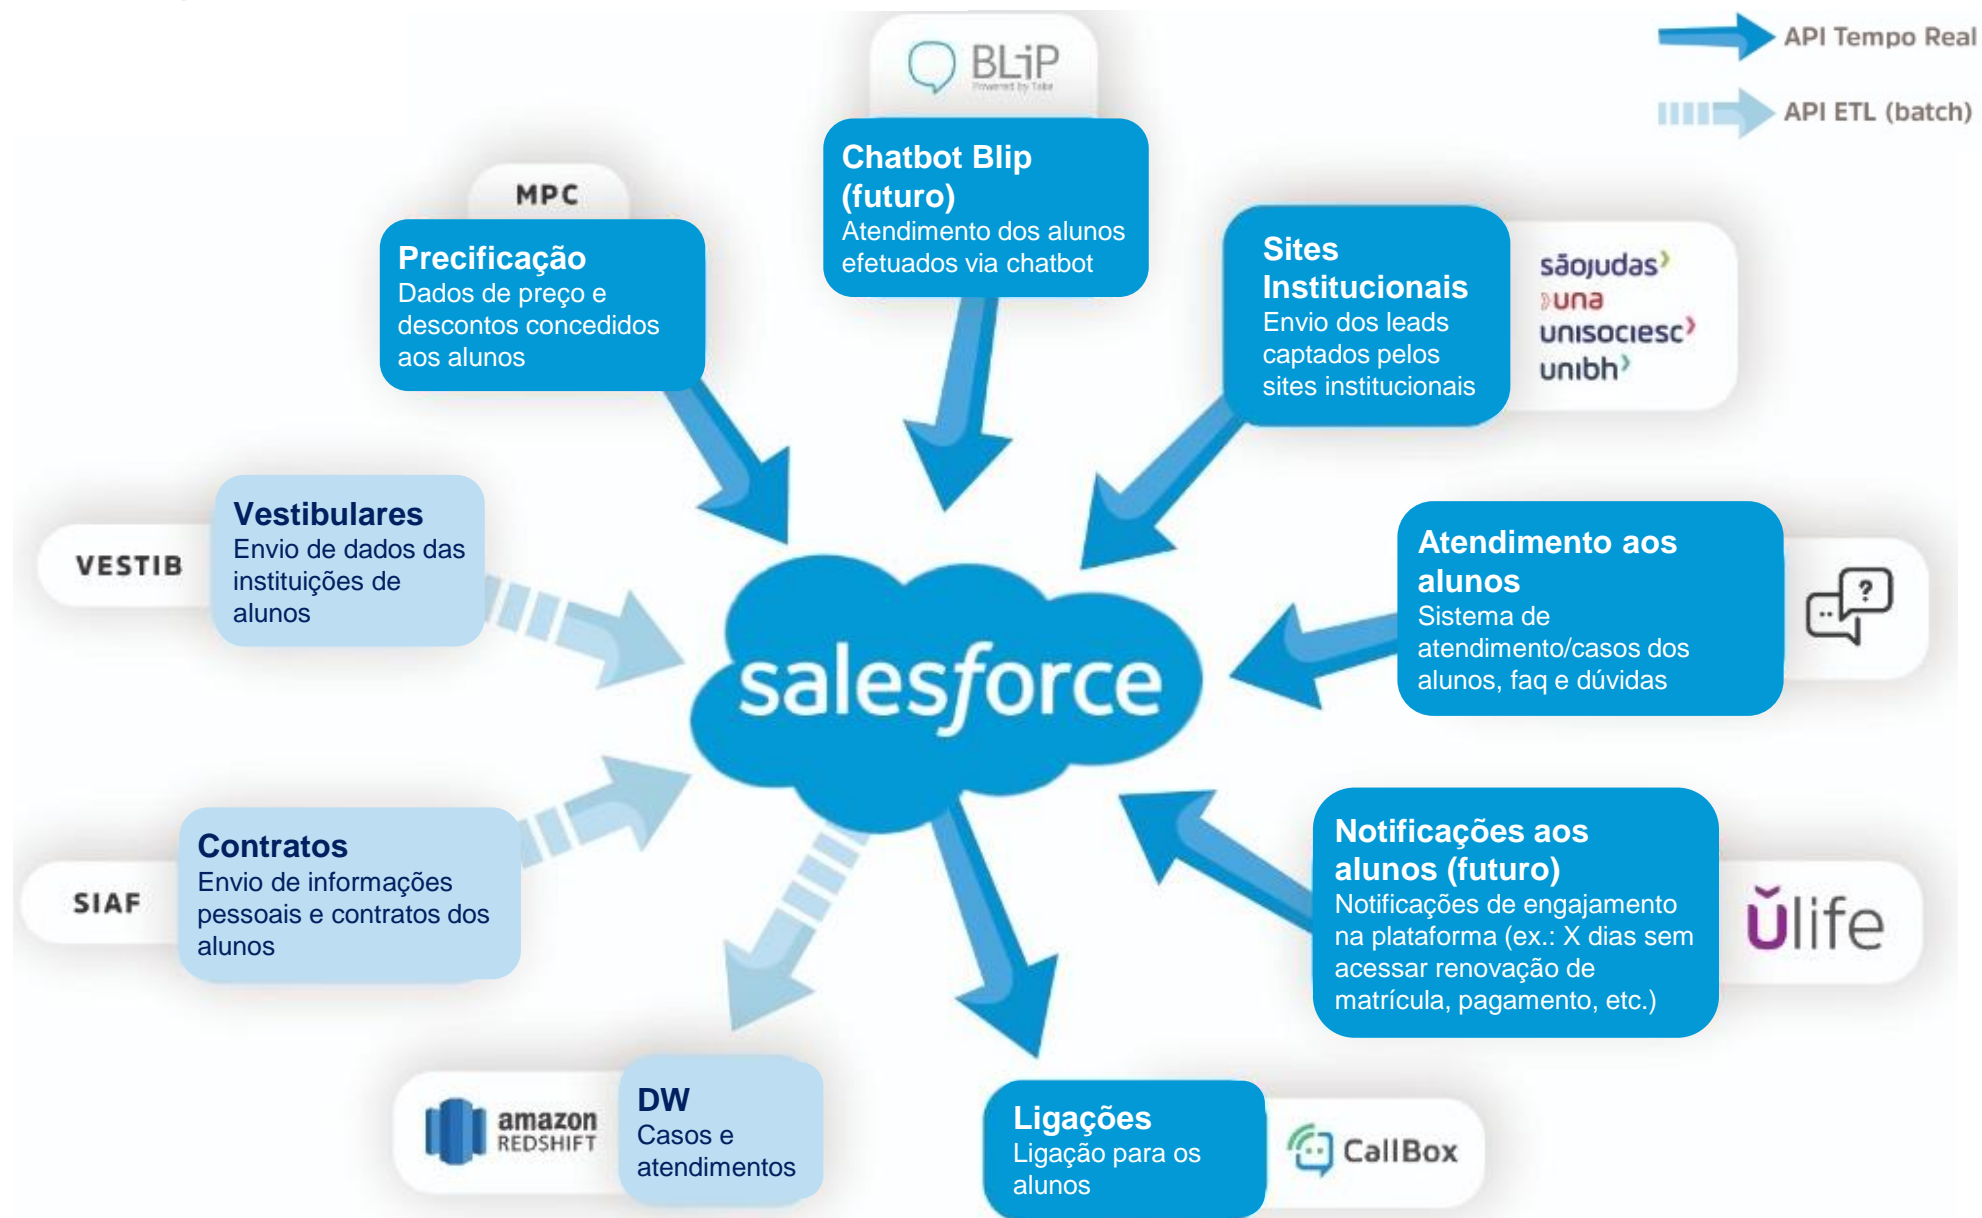 API Tempo Real
API ETL (batch)
BLiP
Powered by Take
Chatbot Blip
(futuro)
Atendimento dos alunos
efetuados via chatbot
MPC
Precificação
Dados de preço e
descontos concedidos
aos alunos
Sites
Institucionais
Envio dos leads
captados pelos
sites institucionais
sãojudas
una
unisociesc
unibh
VESTIB
Vestibulares
Envio de dados das
instituições de
alunos
Atendimento aos
alunos
Sistema de
atendimento/casos dos
alunos, faq e dúvidas
?
salesforce
SIAF
Contratos
Envio de informações
pessoais e contratos dos
alunos
Notificações aos
alunos (futuro)
Notificações de engajamento
na plataforma (ex.: X dias sem
acessar renovação de
matrícula, pagamento, etc.)
ŭlife
amazon
REDSHIFT
DW
Casos e
atendimentos
Ligações
Ligação para os
alunos
CallBox